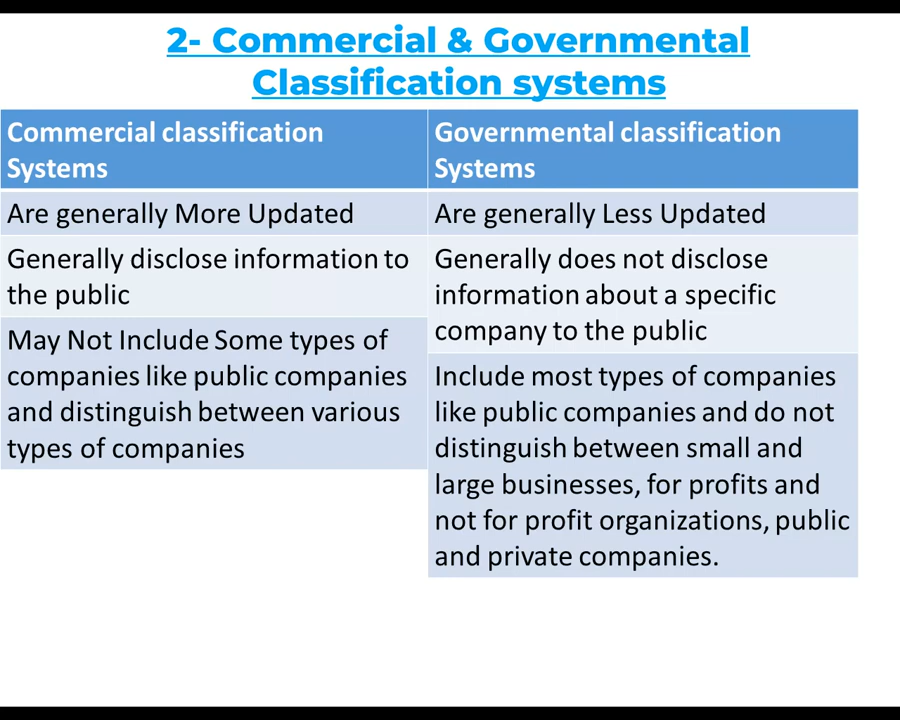 2- Commercial & Governmental
Classification systems
Commercial classification
Systems
Governmental classification
Systems
Are generally More Updated
Are generally Less Updated
Generally disclose information to
the public
Generally does not disclose
information about a specific
company to the public
May Not Include Some types of
companies like public companies
and distinguish between various
types of companies
Include most types of companies
like public companies and do not
distinguish between small and
large businesses, for profits and
not for profit organizations, public
and private companies.